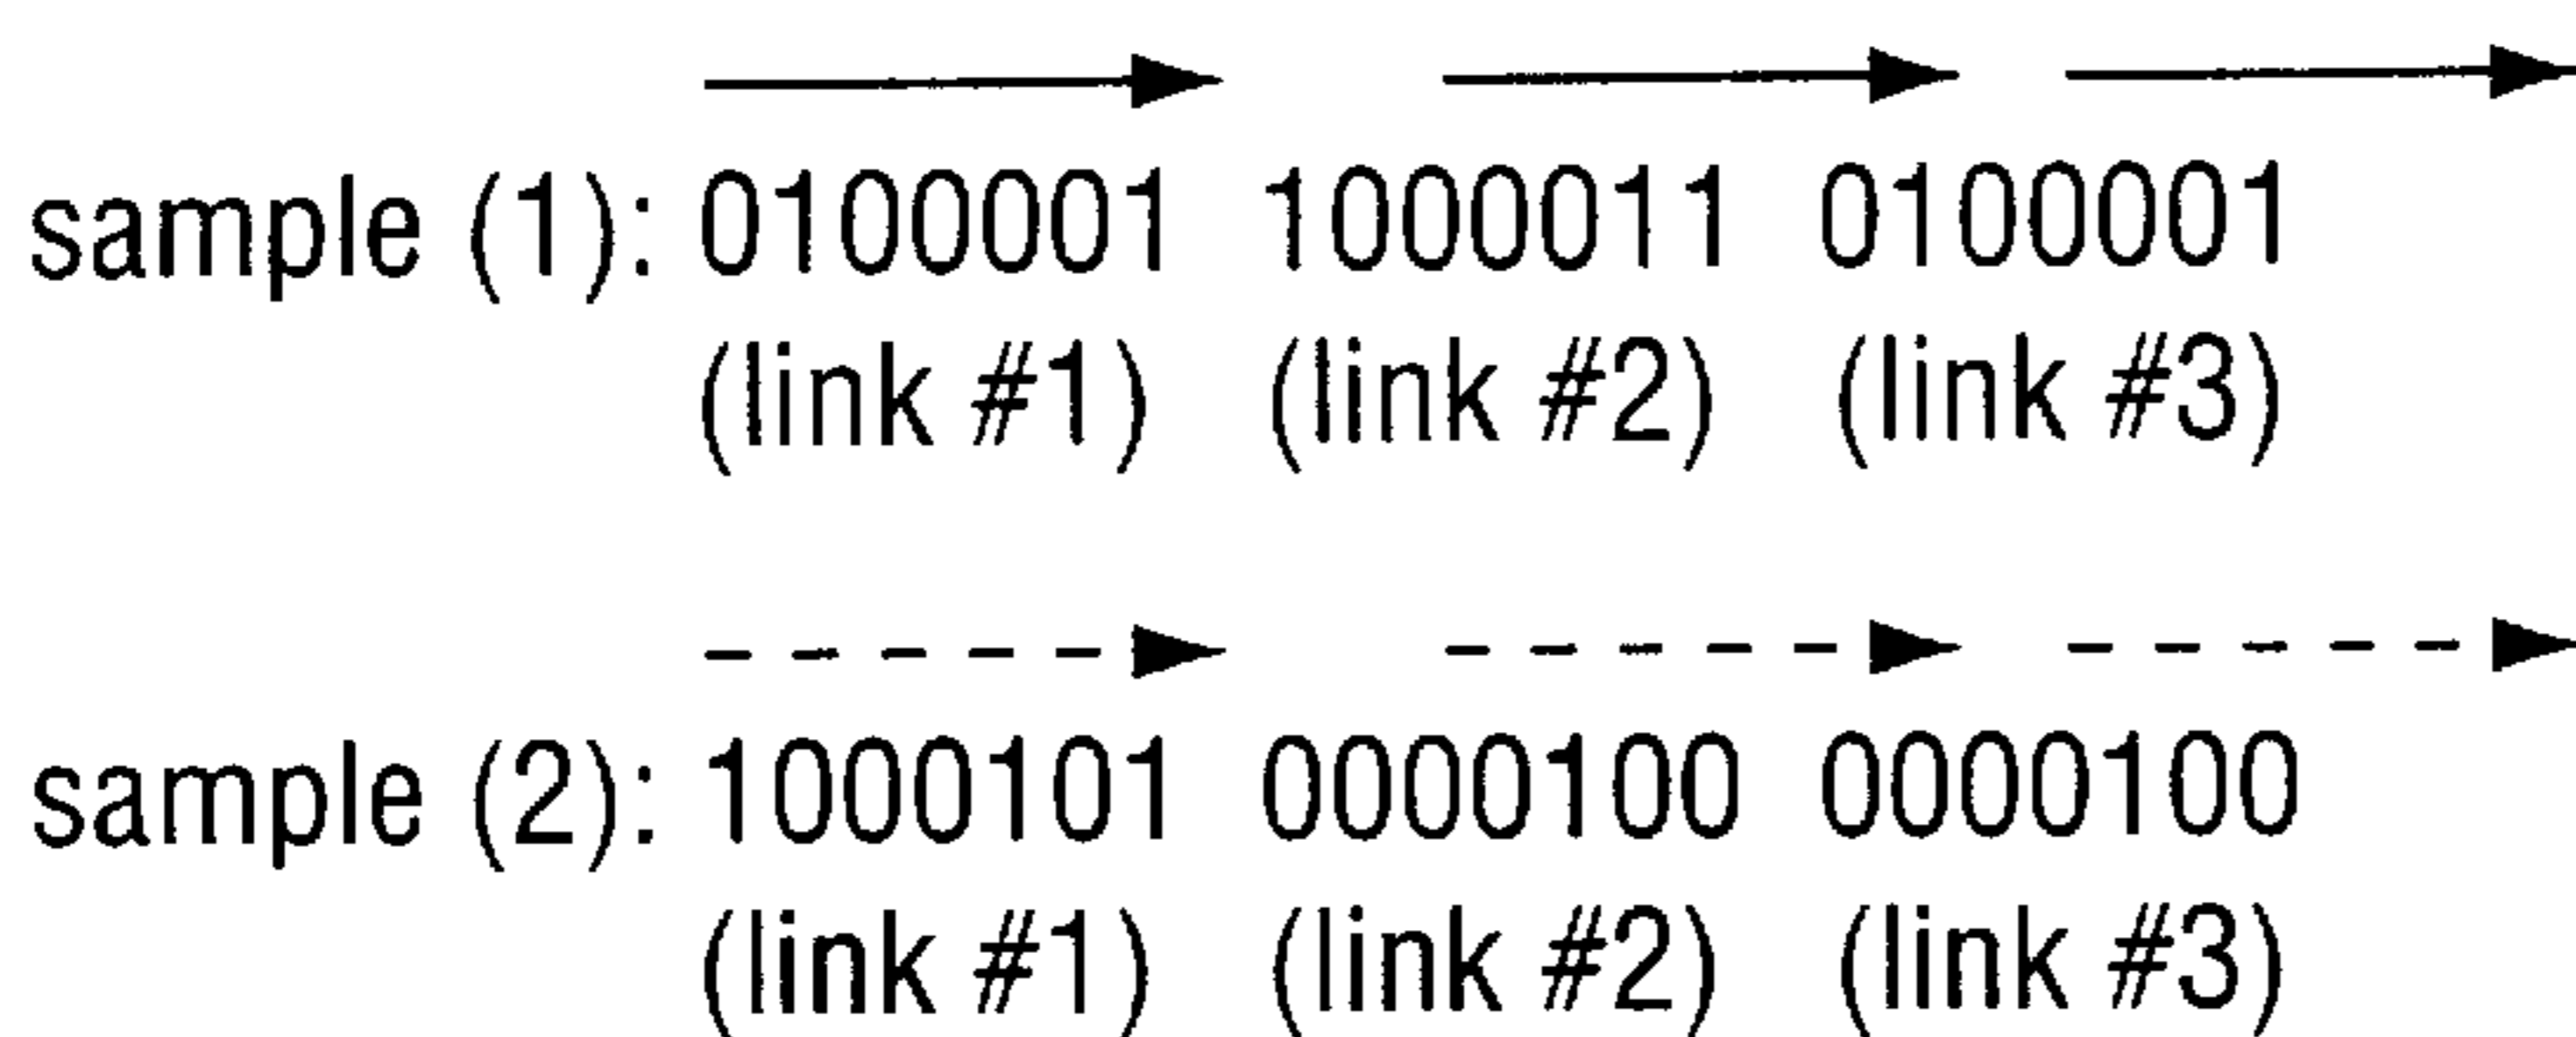 sample (1): 0100001 1000011 0100001
(link #1) (link #2) (link #3)
sample (2): 1000101 0000100 0000100
(link #1) (link #2) (link #3)